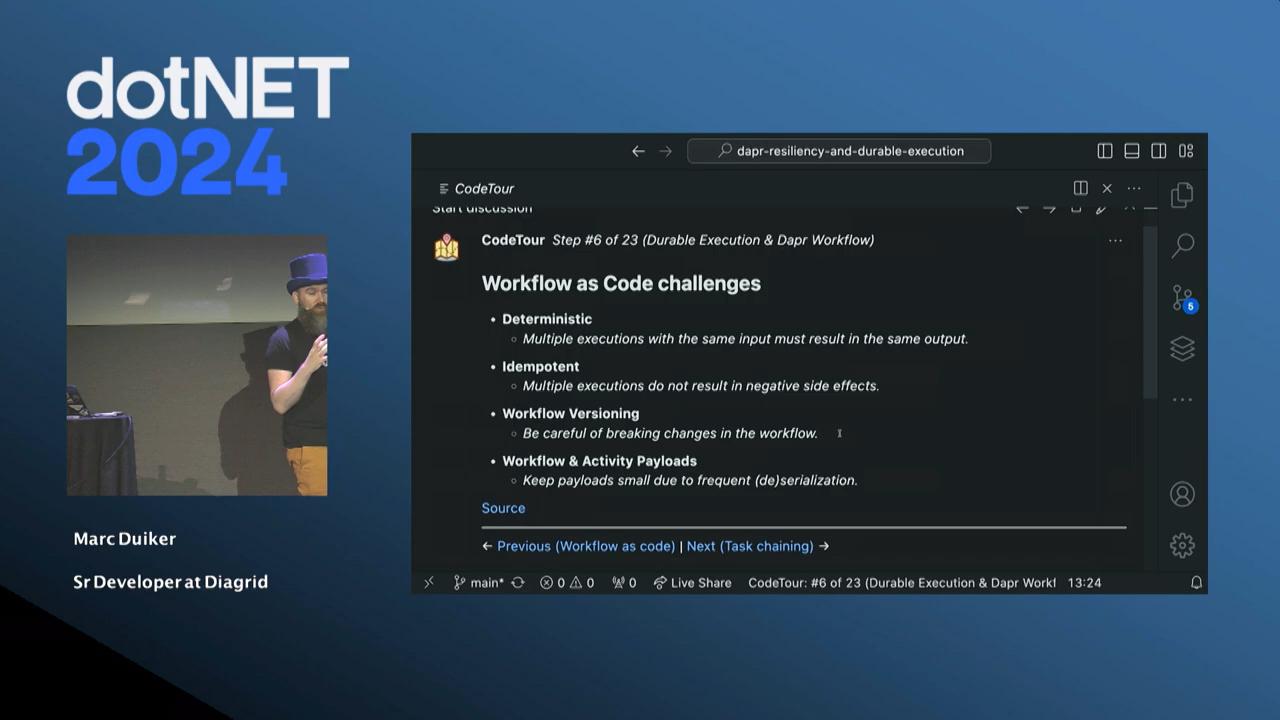 dotNET
2024
dapr-resiliency-and-durable-execution
CodeTour
Start discussion
CodeTour Step #6 of 23 (Durable Execution & Dapr Workflow)
Workflow as Code challenges
• Deterministic
○ Multiple executions with the same input must result in the same output.
• Idempotent
○ Multiple executions do not result in negative side effects.
• Workflow Versioning
○ Be careful of breaking changes in the workflow.
• Workflow & Activity Payloads
○ Keep payloads small due to frequent (de)serialization.
Source
← Previous (Workflow as code) | Next (Task chaining) →
main* 0 0 0 Live Share CodeTour: #6 of 23 (Durable Execution & Dapr Workf 13:24
5
Marc Duiker
Sr Developer at Diagrid